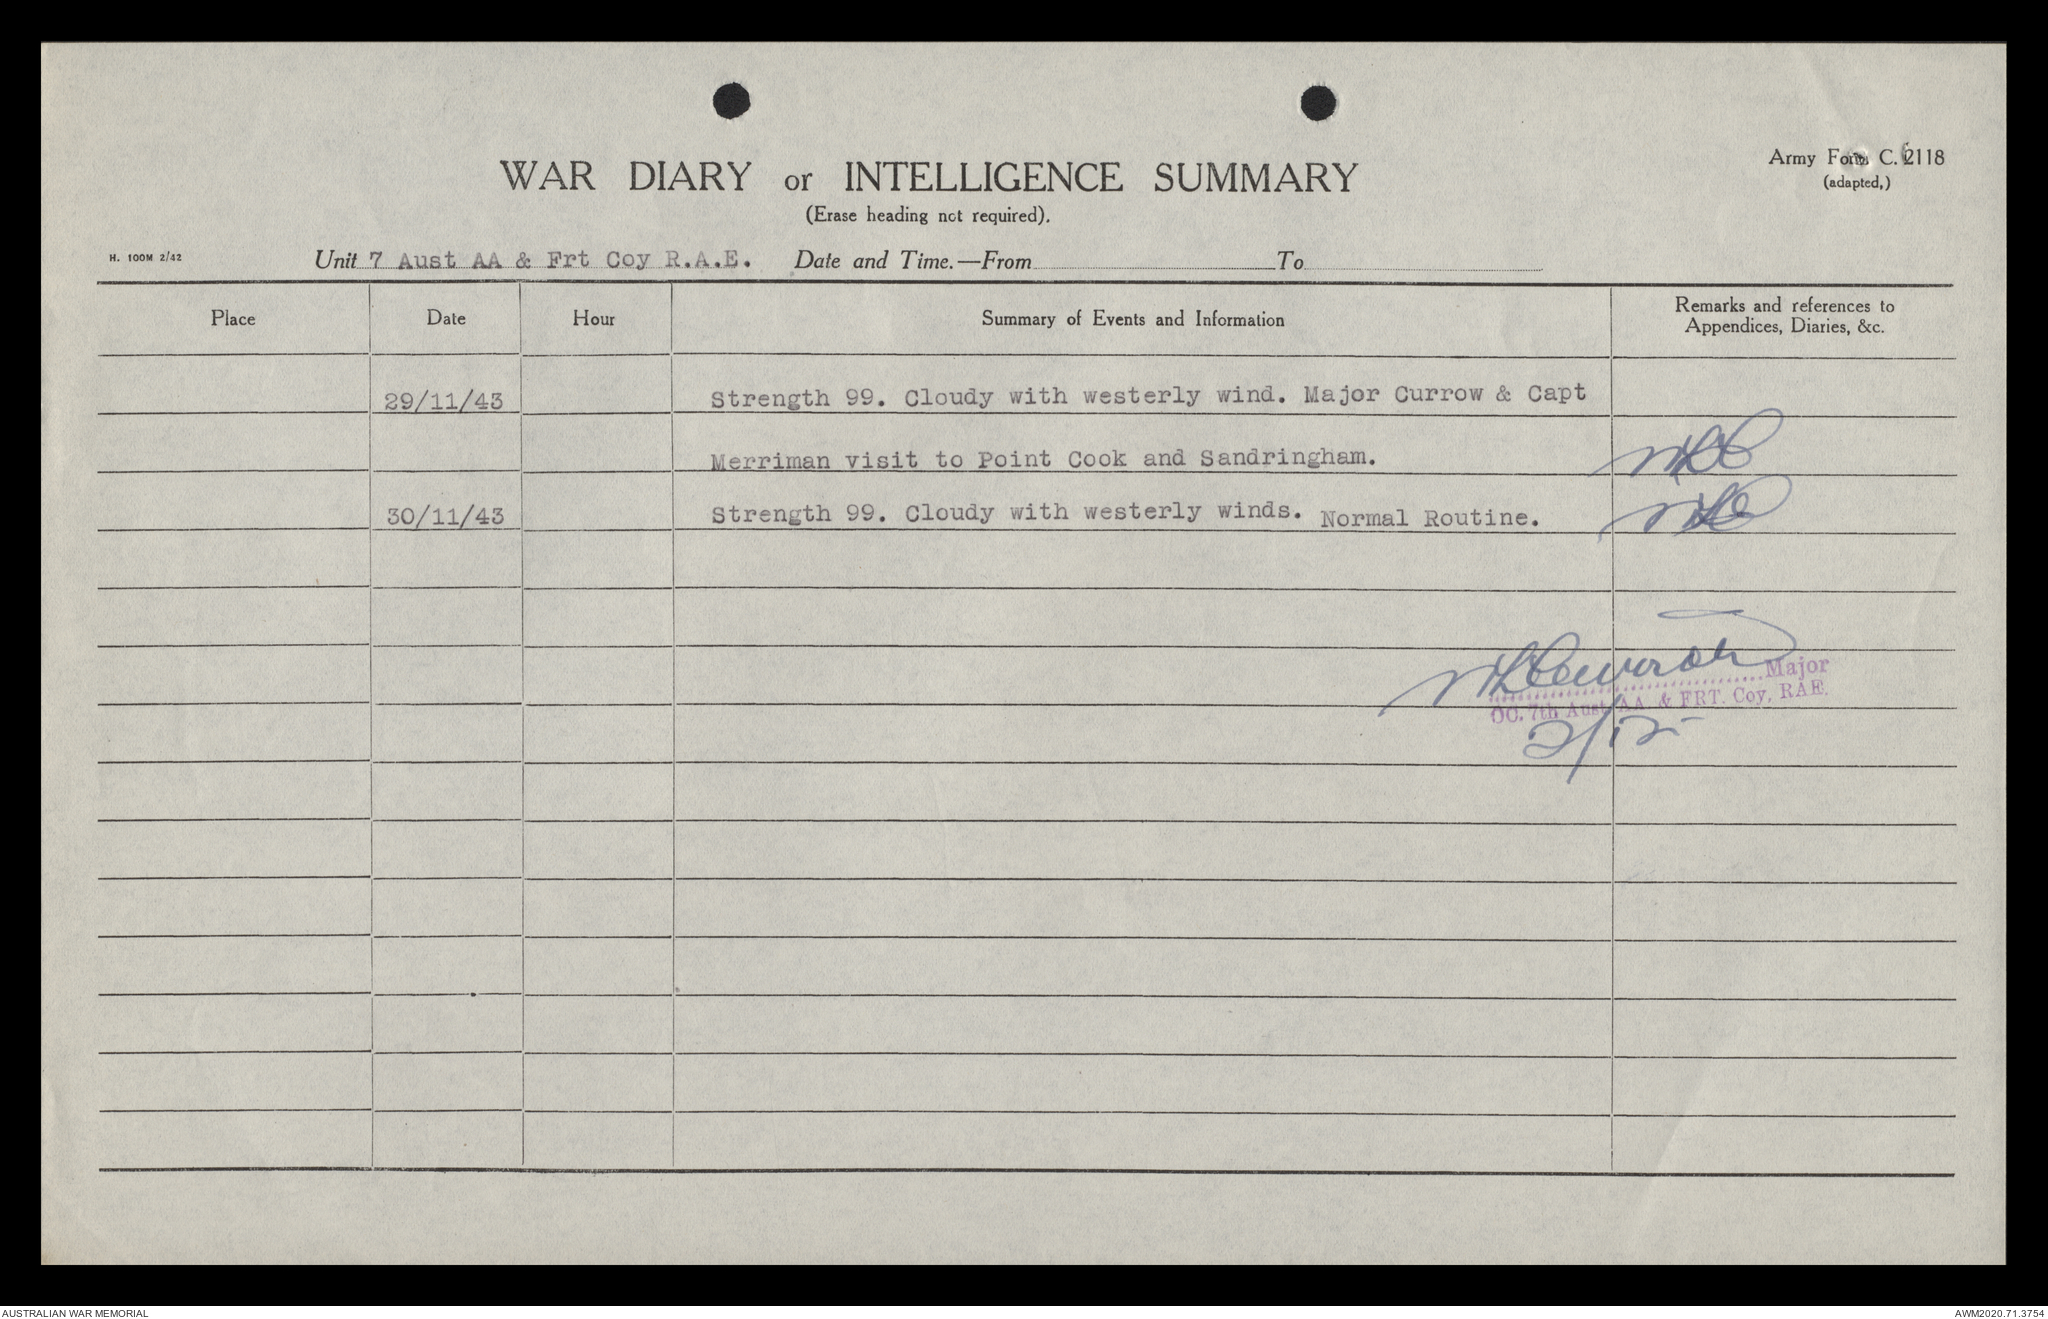 Army Form C. 2118
(adapted,)
WAR DIARY or INTELLIGENCE SUMMARY
(Erase heading not required).
H. 100M 2/42
Unit 7 Aust AA & Frt Coy R.A.E. Date and Time.—From To
Place Date Hour Summary of Events and Information Remarks and references to
Appendices, Diaries, &c.
29/11/43 Strength 99. Cloudy with westerly wind. Major Currow & Capt
Merriman visit to Point Cook and Sandringham.
30/11/43 Strength 99. Cloudy with westerly winds. Normal Routine.
Major
OC. 7th Aust AA & FRT. Coy, RAE.
2/12
AUSTRALIAN WAR MEMORIAL
AWM2020.71.3754